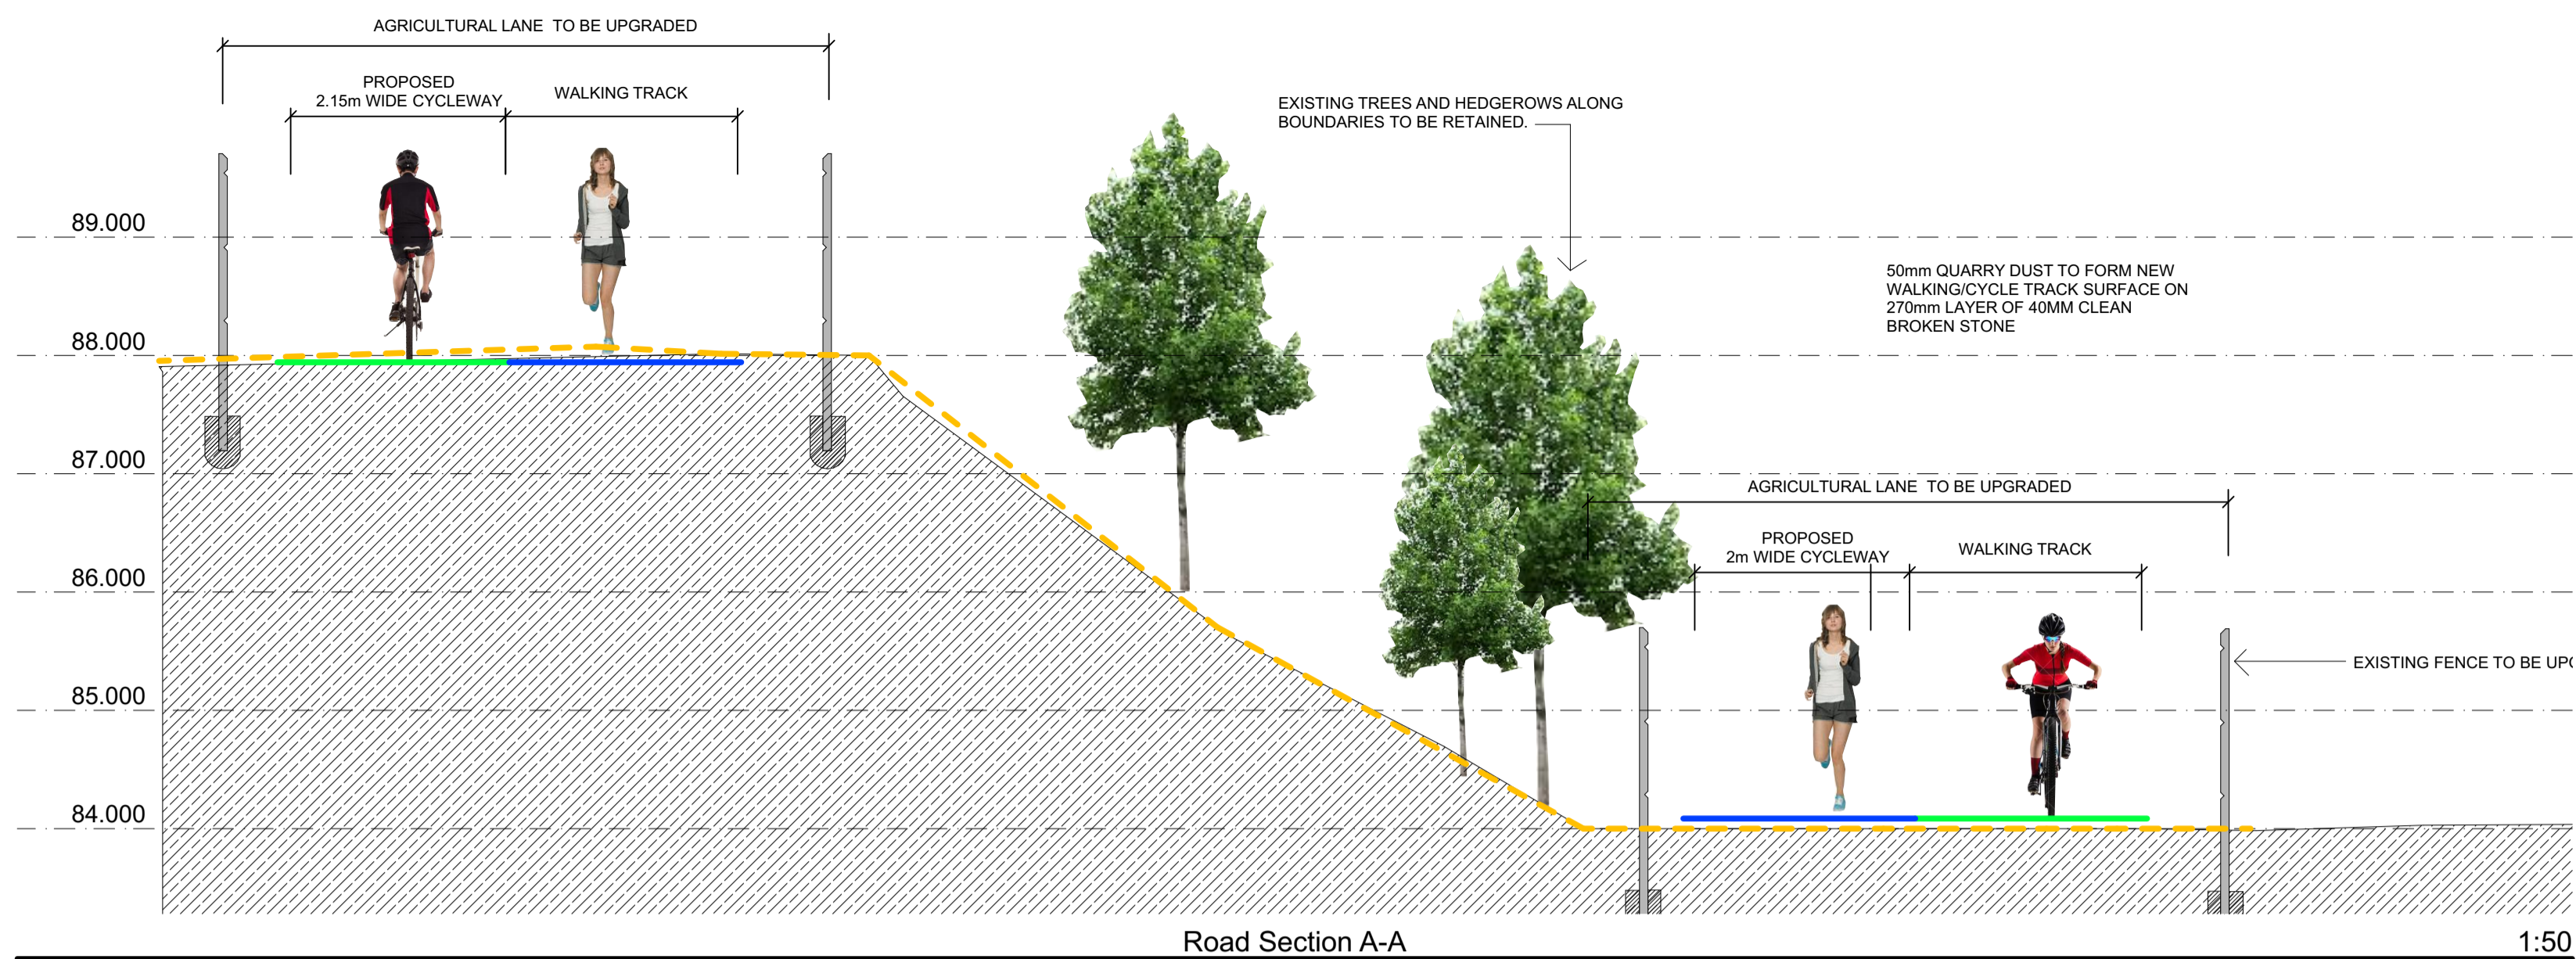 AGRICULTURAL LANE  TO BE UPGRADED
PROPOSED
2.15m WIDE CYCLEWAY
WALKING TRACK
EXISTING TREES AND HEDGEROWS ALONG
BOUNDARIES TO BE RETAINED.
89.000
50mm QUARRY DUST TO FORM NEW
WALKING/CYCLE TRACK SURFACE ON
270mm LAYER OF 40MM CLEAN
BROKEN STONE
88.000
87.000
AGRICULTURAL LANE  TO BE UPGRADED
PROPOSED
2m WIDE CYCLEWAY
WALKING TRACK
86.000
EXISTING FENCE TO BE
85.000
84.000
Road Section A-A
1:50